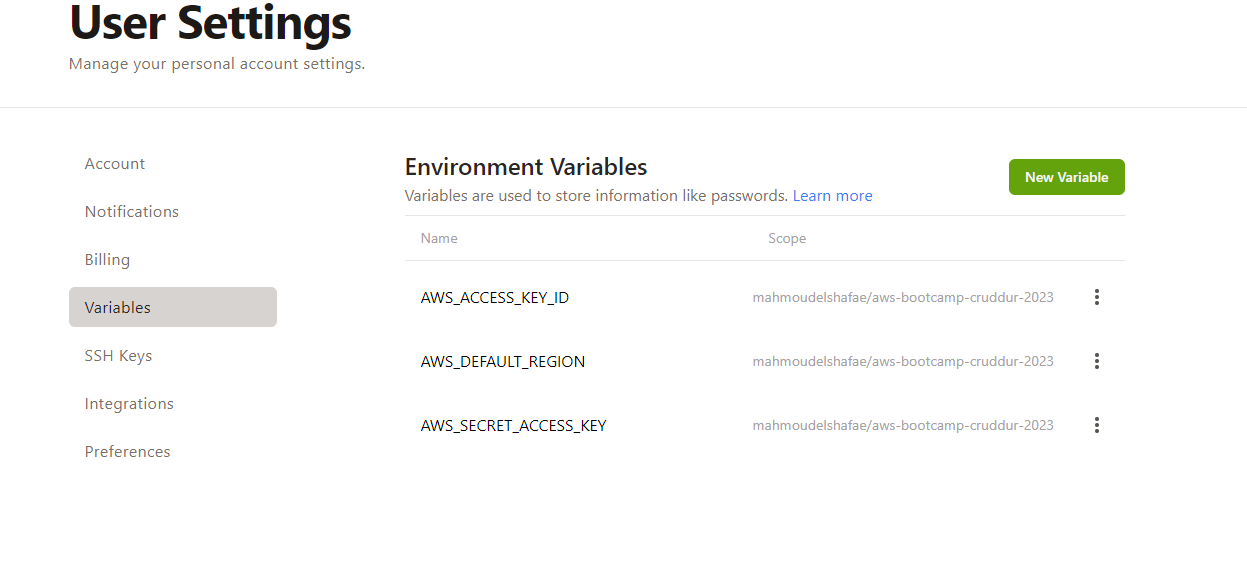 User Settings
Manage your personal account settings.
Account
Notifications
Billing
Variables
SSH Keys
Integrations
Preferences
Environment Variables
Variables are used to store information like passwords. Learn more
New Variable
Name Scope
AWS_ACCESS_KEY_ID mahmoudelshafae/aws-bootcamp-cruddur-2023
AWS_DEFAULT_REGION mahmoudelshafae/aws-bootcamp-cruddur-2023
AWS_SECRET_ACCESS_KEY mahmoudelshafae/aws-bootcamp-cruddur-2023